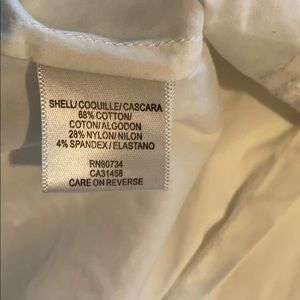 SHELL/ COQUILLE/ CASCARA
68% COTTON/
COTON/ALGODON
28% NYLON/ NILON
4% SPANDEX/ ELASTANO
RN80734
CA31458
CARE ON REVERSE